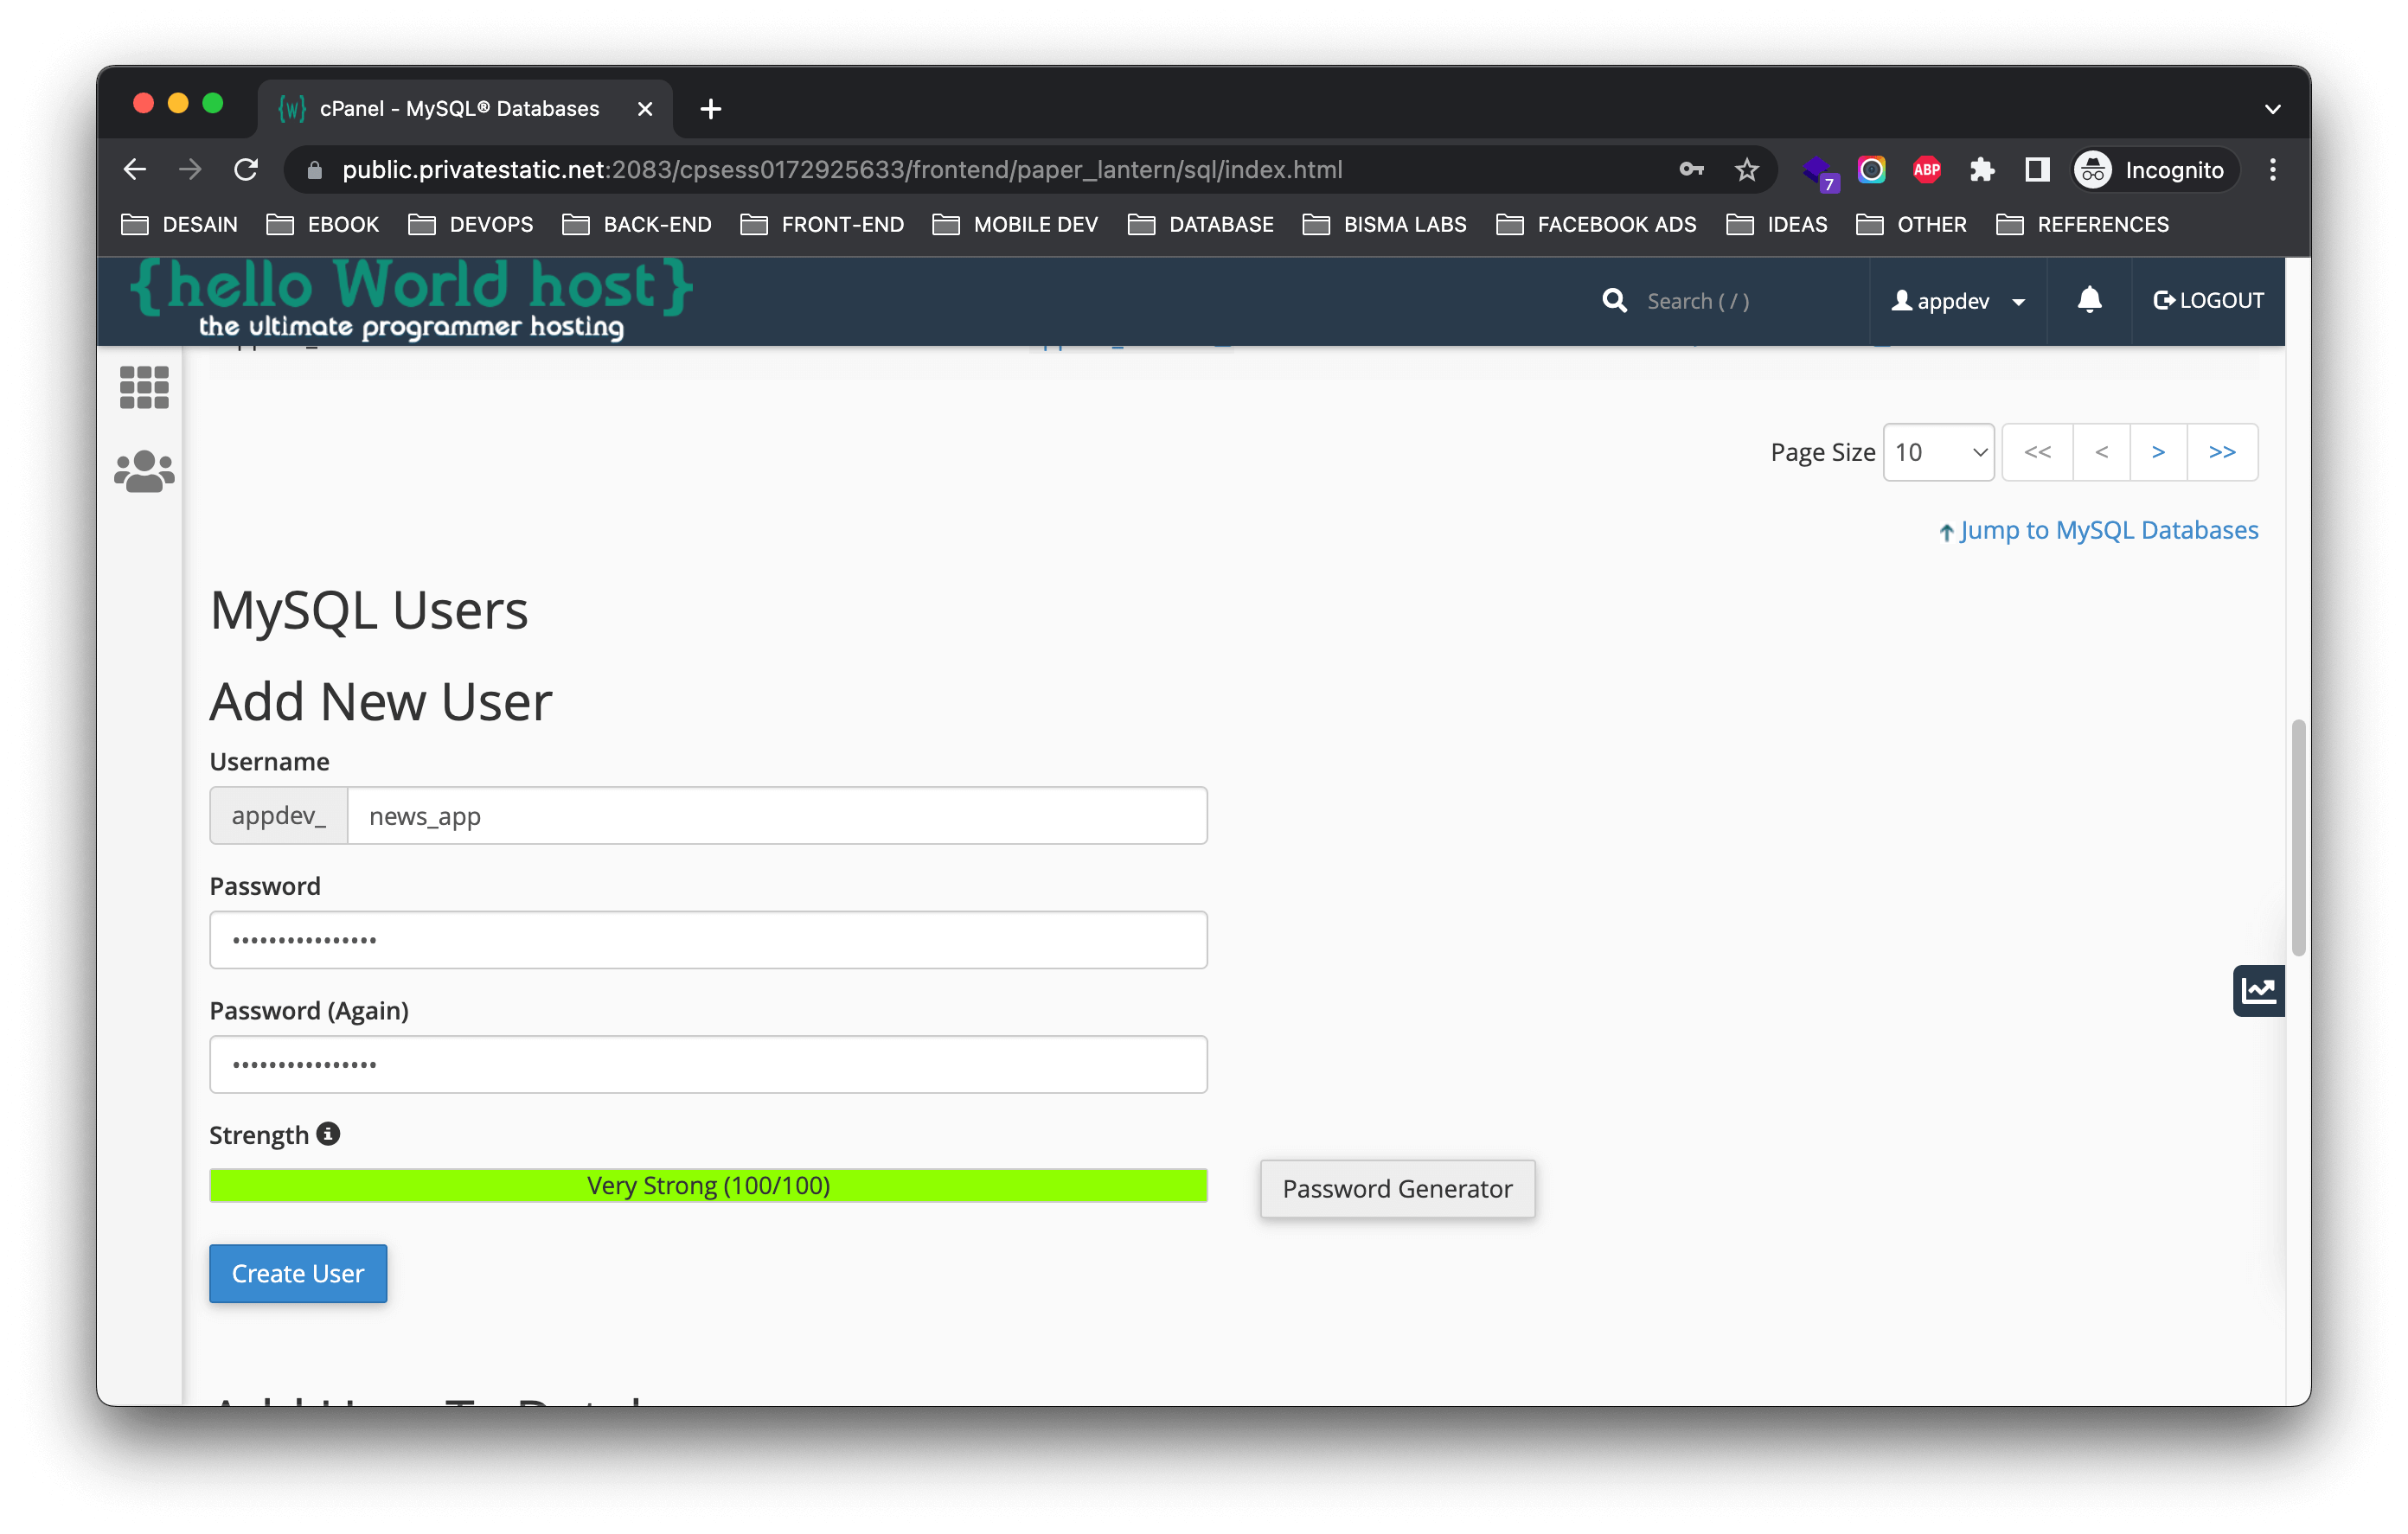 {w} cPanel - MySQL® Databases
public.privatestatic.net:2083/cpsess0172925633/frontend/paper_lantern/sql/index.html
7
ABP
Incognito
DESAIN EBOOK DEVOPS BACK-END FRONT-END MOBILE DEV DATABASE BISMA LABS FACEBOOK ADS IDEAS OTHER REFERENCES
{hello World host}
the ultimate programmer hosting
Search ( / )
appdev
LOGOUT
Page Size 10 << < > >>
Jump to MySQL Databases
MySQL Users
Add New User
Username
appdev_ news_app
Password
••••••••••••••••
Password (Again)
••••••••••••••••
Strength
Very Strong (100/100)
Password Generator
Create User